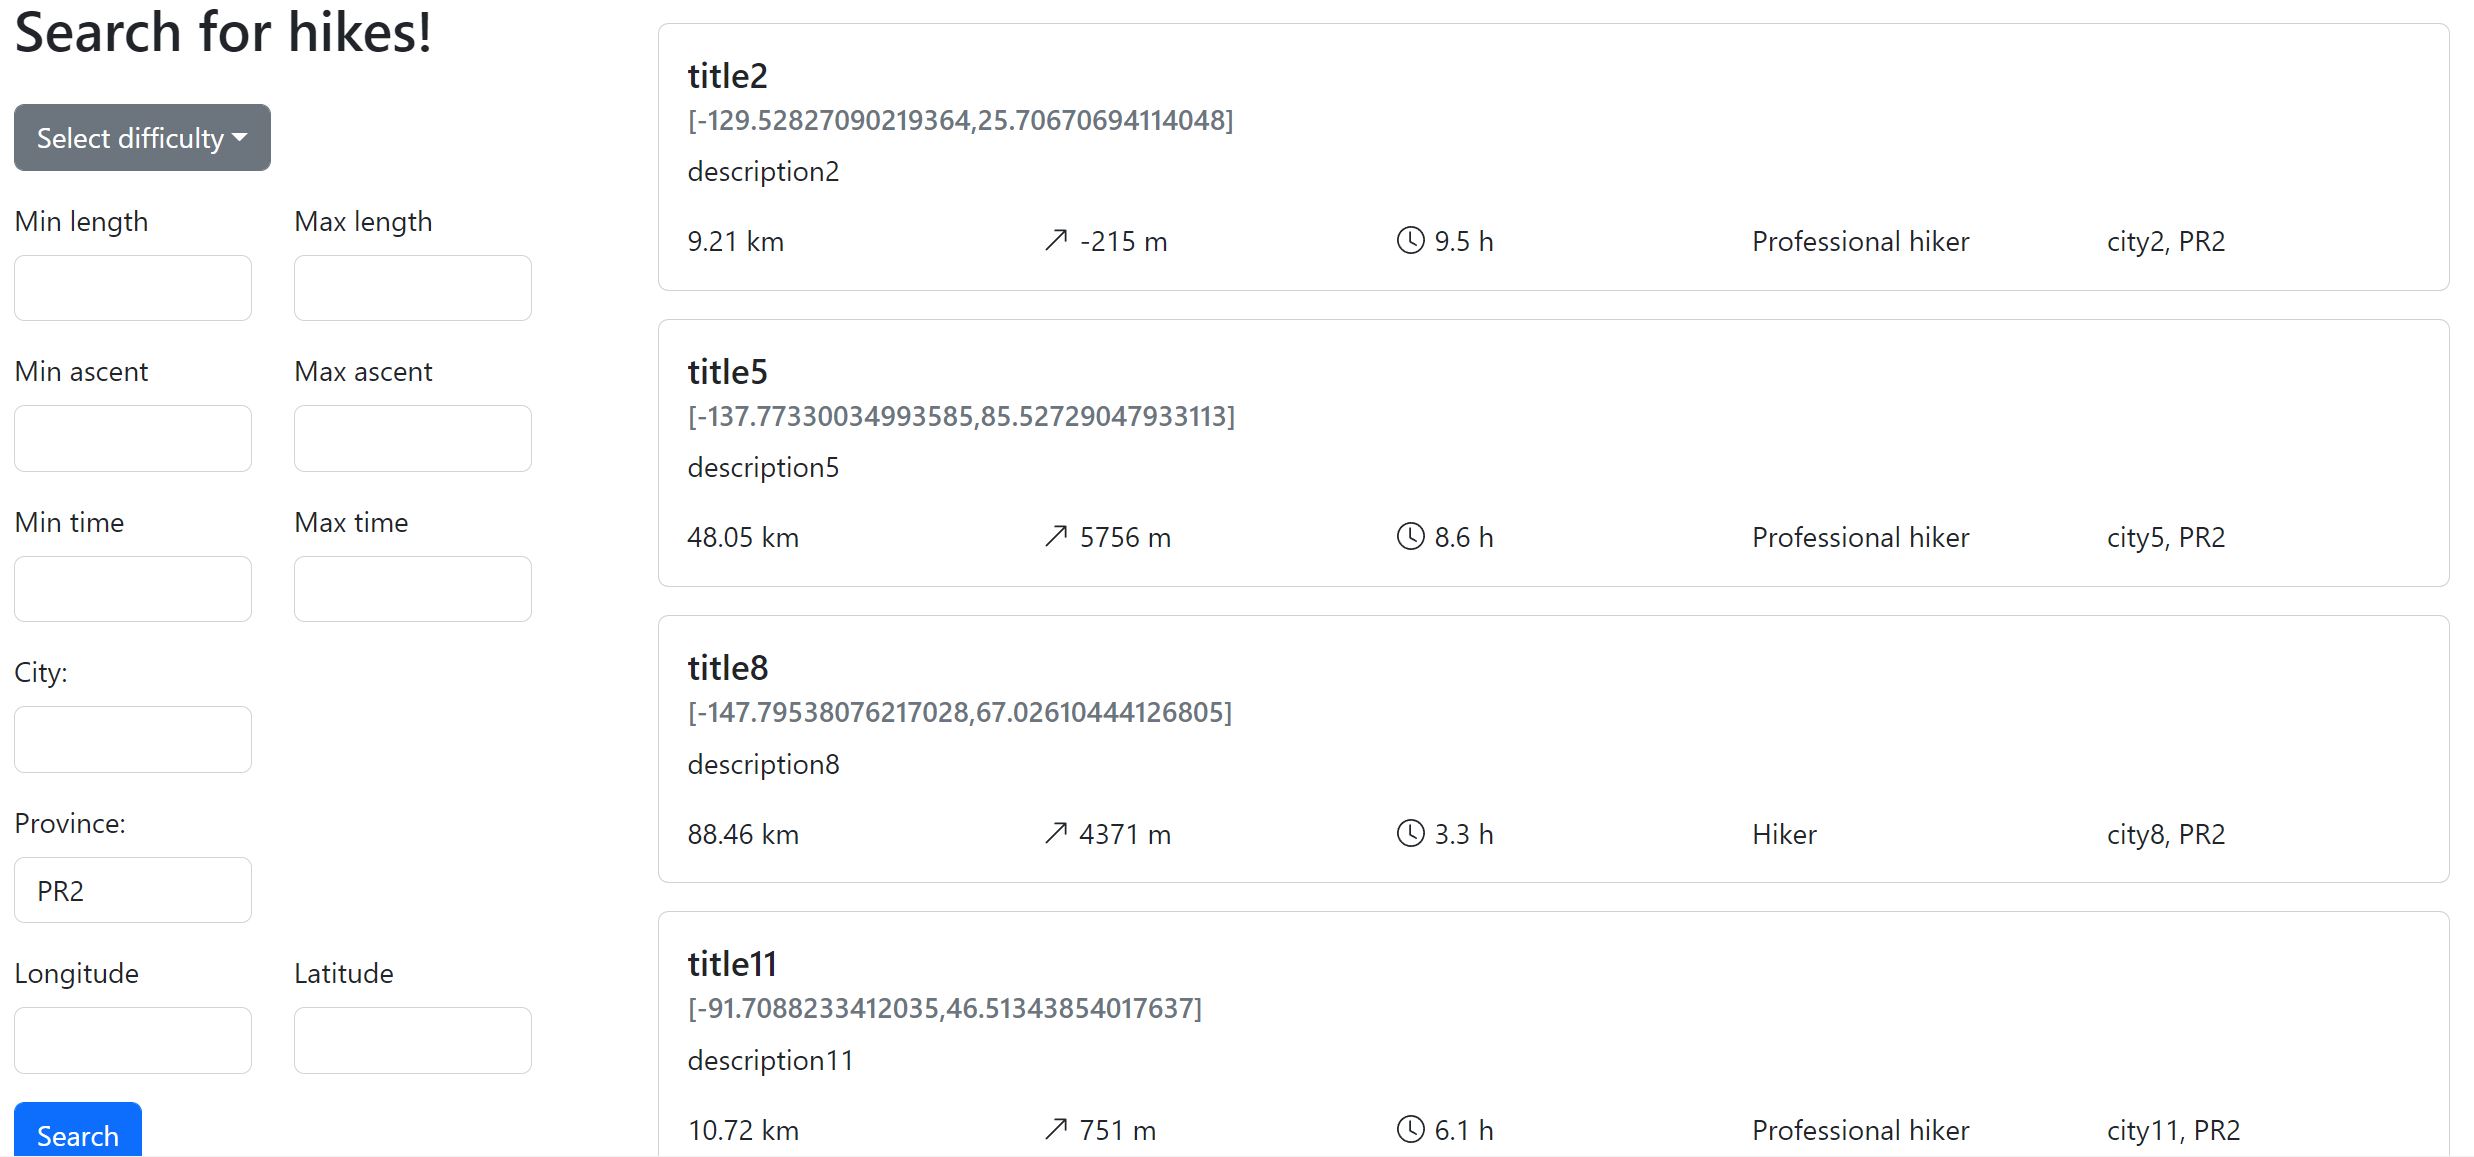 Search for hikes!
Select difficulty
Min length Max length
Min ascent Max ascent
Min time Max time
City:
Province:
PR2
Longitude Latitude
Search
title2
[-129.52827090219364,25.70670694114048]
description2
9.21 km -215 m 9.5 h Professional hiker city2, PR2
title5
[-137.77330034993585,85.52729047933113]
description5
48.05 km 5756 m 8.6 h Professional hiker city5, PR2
title8
[-147.79538076217028,67.02610444126805]
description8
88.46 km 4371 m 3.3 h Hiker city8, PR2
title11
[-91.7088233412035,46.51343854017637]
description11
10.72 km 751 m 6.1 h Professional hiker city11, PR2